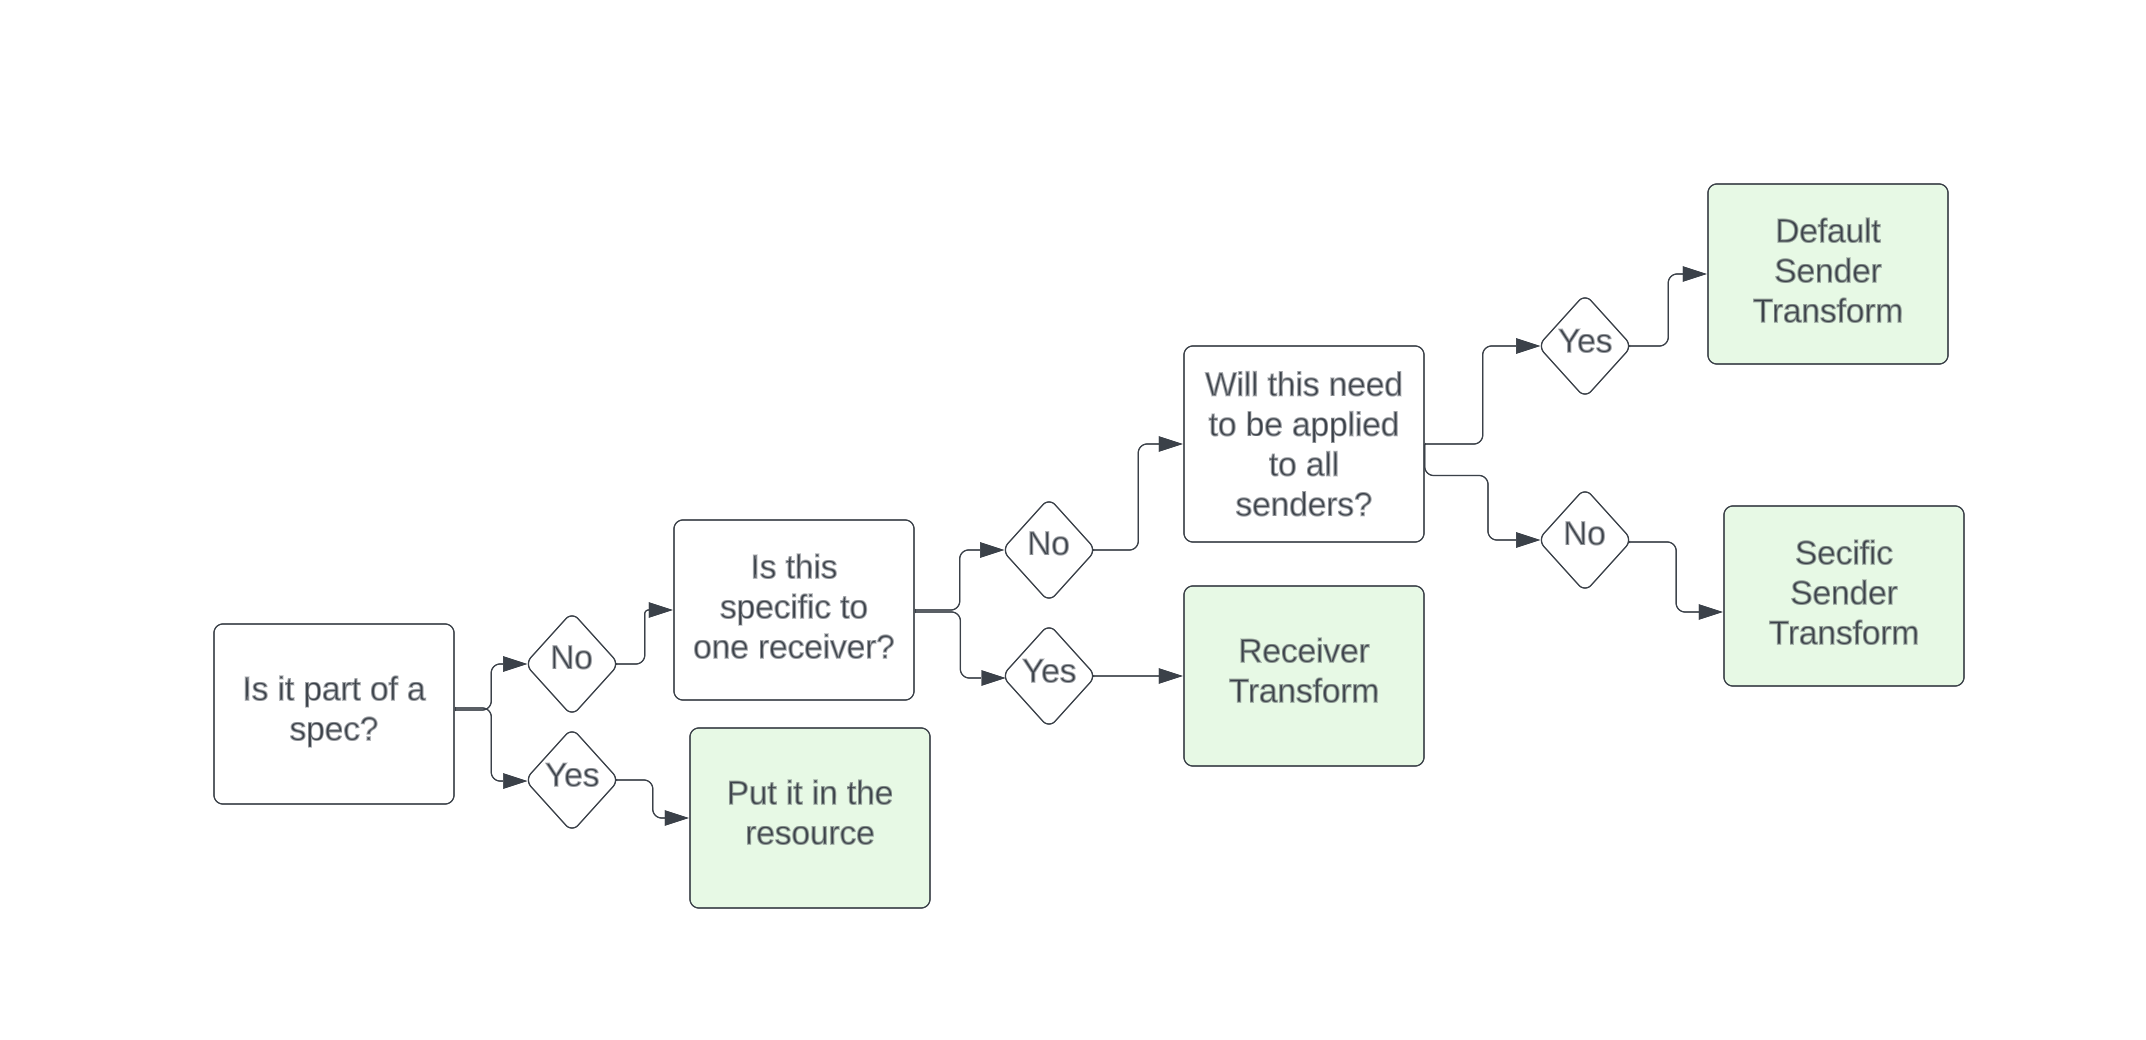 Is it part of a
spec?
No
Yes
Is this
specific to
one receiver?
Put it in the
resource
No
Yes
Will this need
to be applied
to all
senders?
Receiver
Transform
Yes
No
Default
Sender
Transform
Secific
Sender
Transform